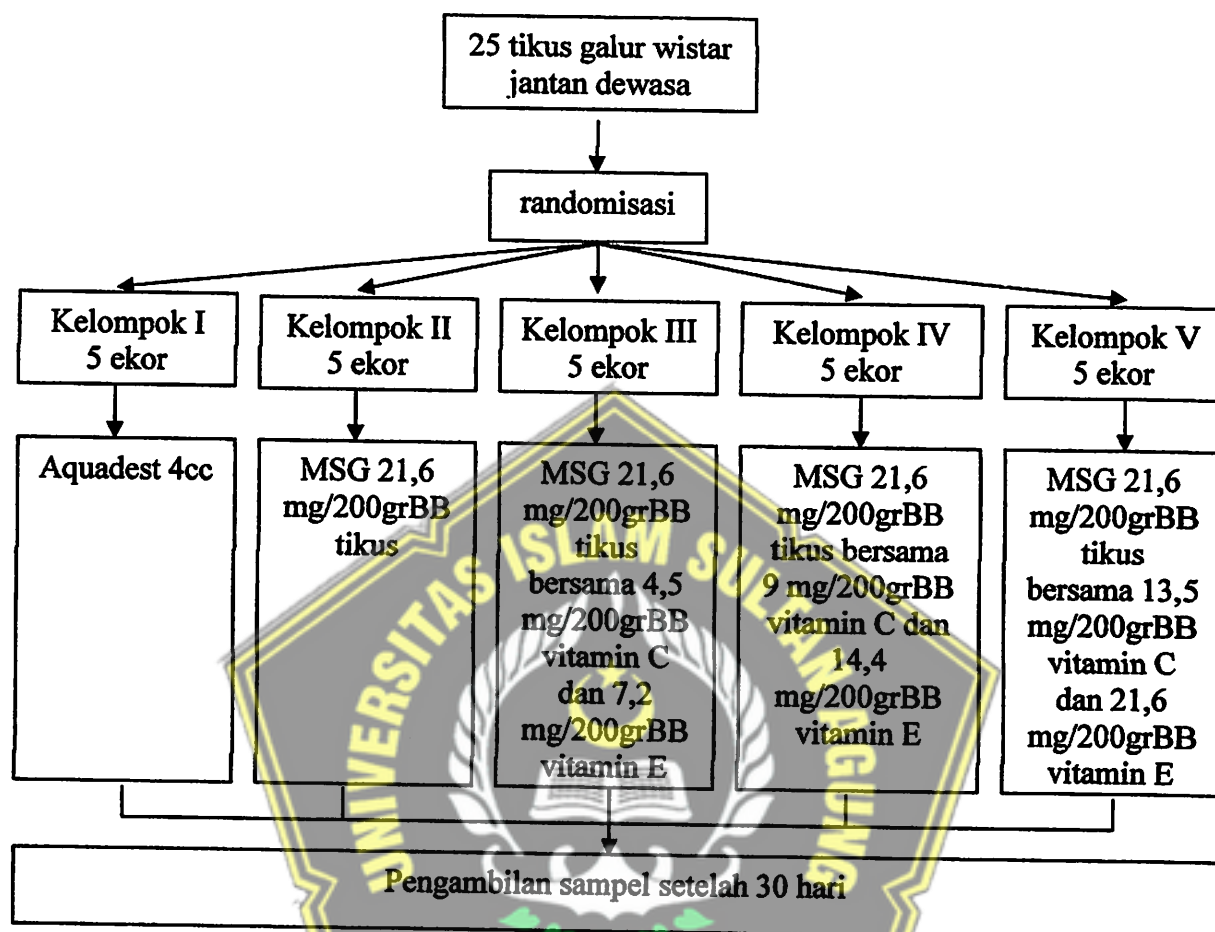 25 tikus galur wistar
jantan dewasa
randomisasi
Kelompok I
5 ekor
Kelompok II
5 ekor
Kelompok III
5 ekor
Kelompok IV
5 ekor
Kelompok V
5 ekor
Aquadest 4cc
MSG 21,6
mg/200grBB
tikus
MSG 21,6
mg/200grBB
tikus
bersama 4,5
mg/200grBB
vitamin C
dan 7,2
mg/200grBB
vitamin E
MSG 21,6
mg/200grBB
tikus bersama
9 mg/200grBB
vitamin C dan
14,4
mg/200grBB
vitamin E
MSG 21,6
mg/200grBB
tikus
bersama 13,5
mg/200grBB
vitamin C
dan 21,6
mg/200grBB
vitamin E
Pengambilan sampel setelah 30 hari
UNIVERSITAS ISLAM SULTAN AGUNG